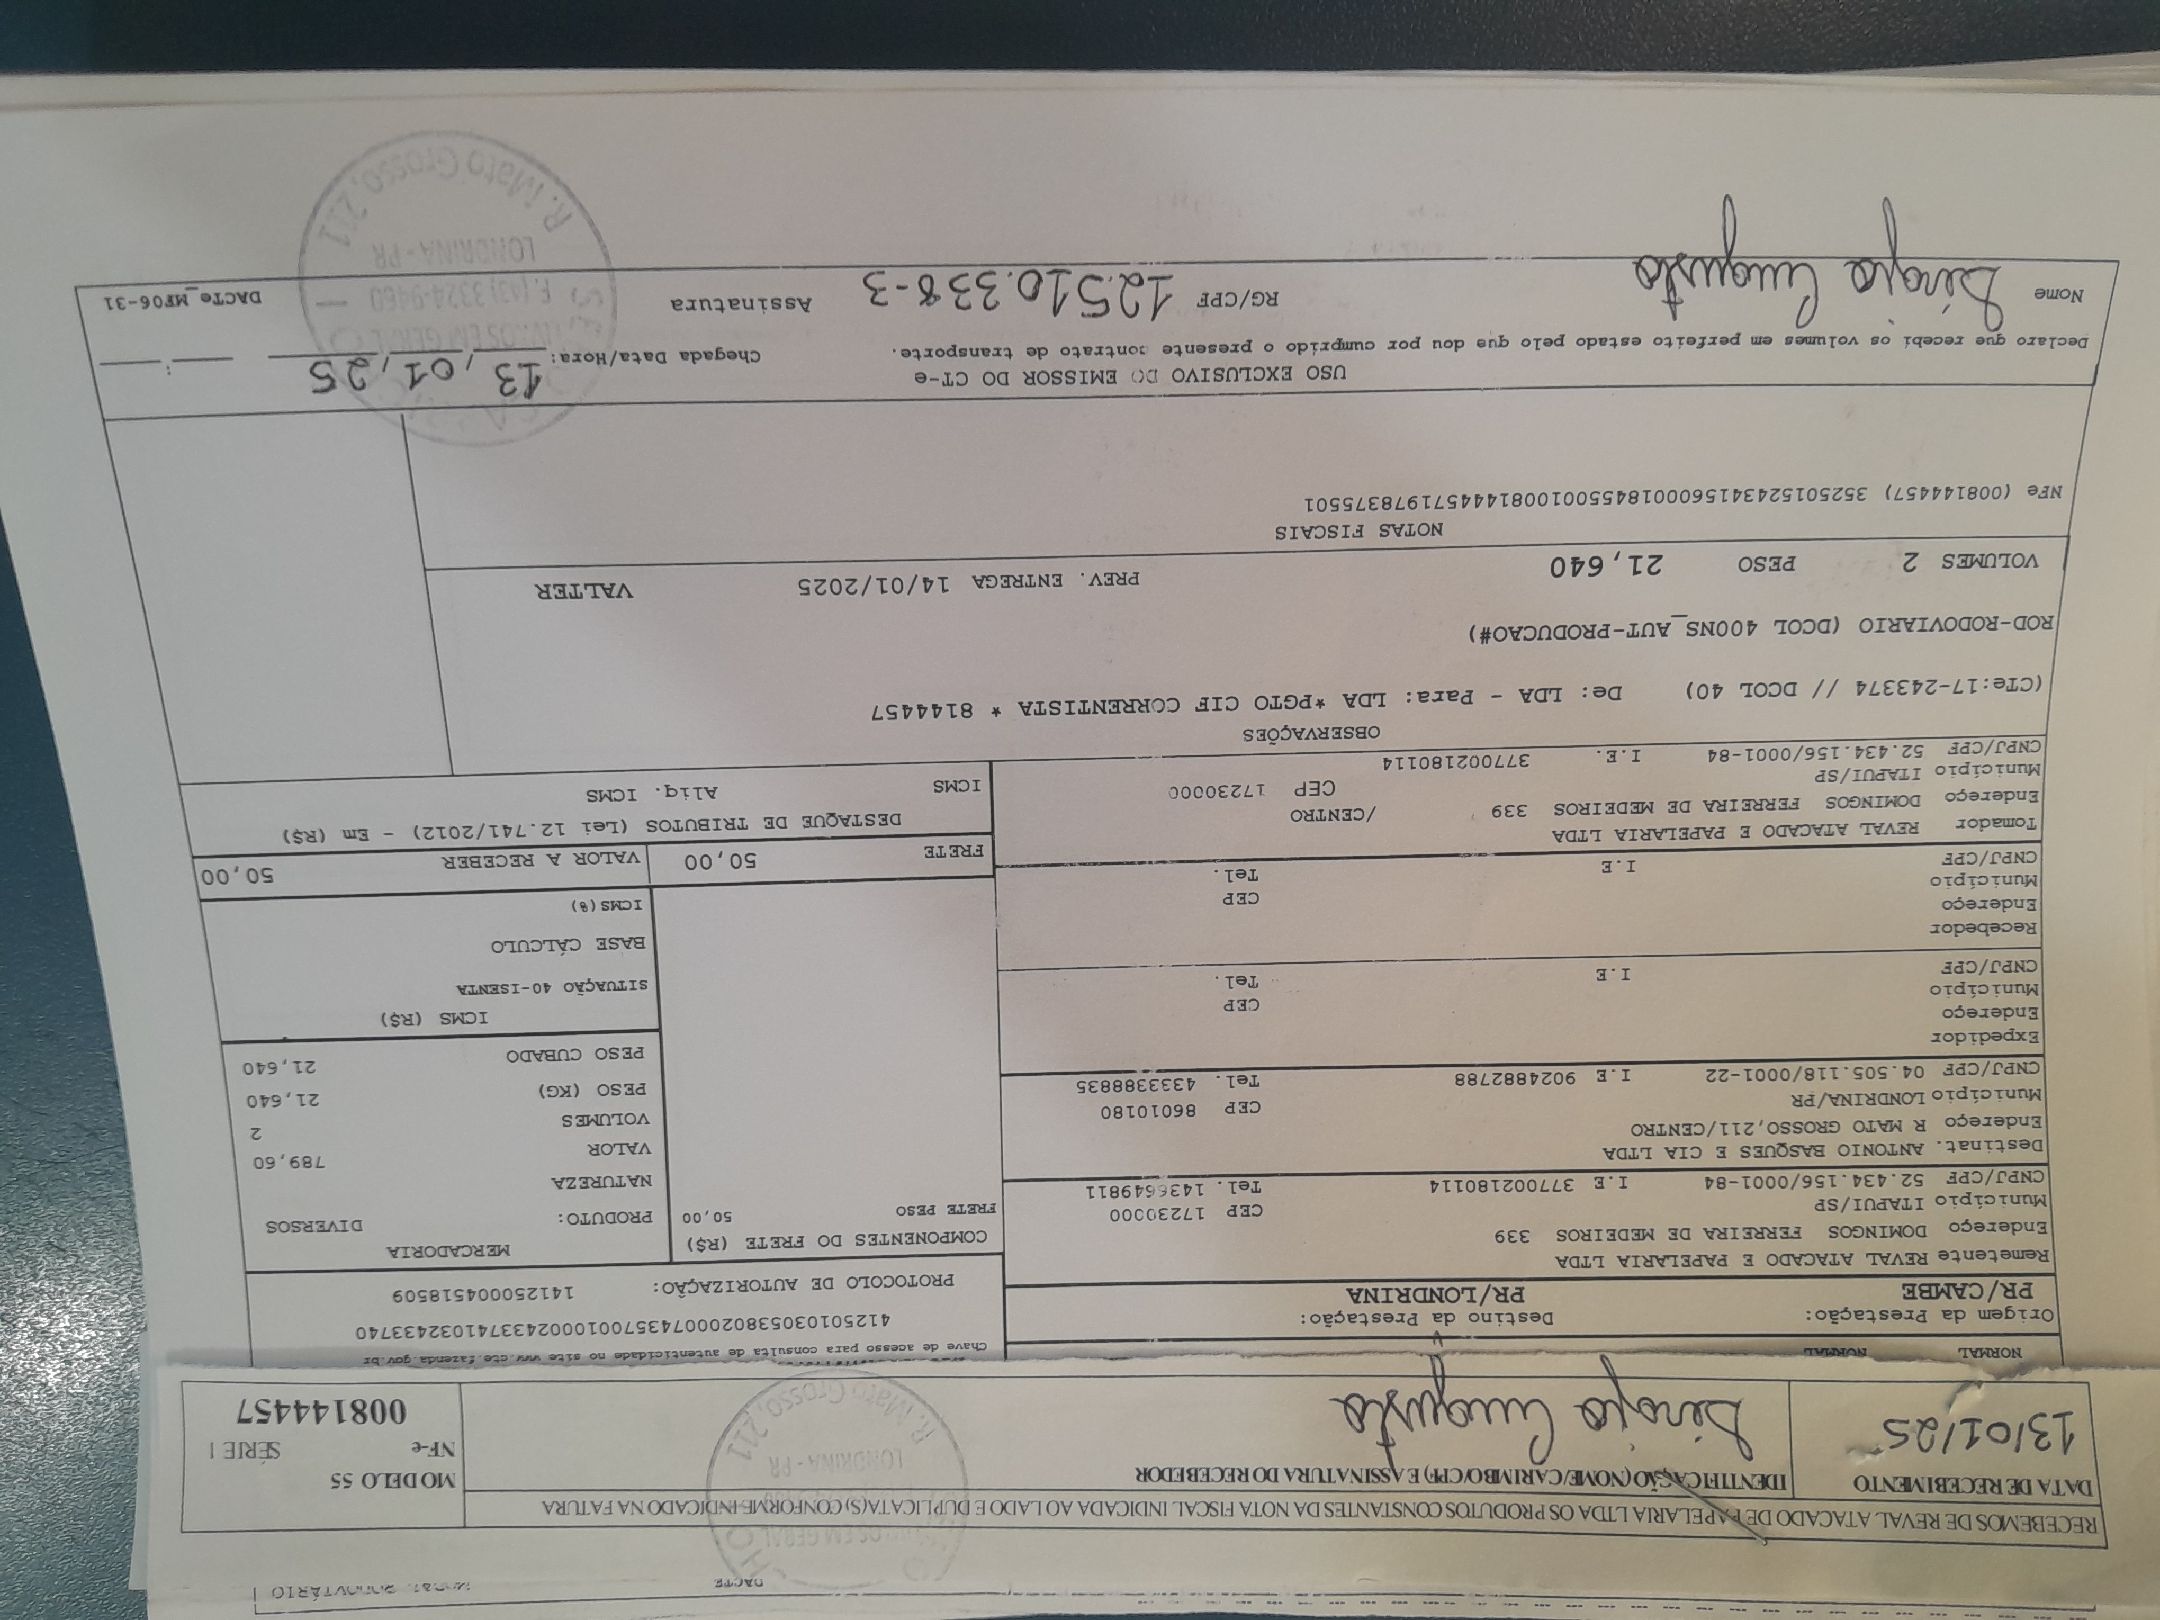 RECEBEMOS DE REVAL ATACADO DE PAPELARIA LTDA OS PRODUTOS CONSTANTES DA NOTA FISCAL INDICADA AO LADO E DUPLICATA(S) CONFORME INDICADO NA FATURA
DATA DE RECEBIMENTO
13/01/25
IDENTIFICAÇÃO (NOME/CARIMBO/CPF) E ASSINATURA DO RECEBEDOR
MODELO 55
NF-e SÉRIE 1
008144457
R. Mato Grosso, 211
LONDRINA - PR
NORMAL NORMAL
Chave de acesso para consulta de autenticidade no site www.cte.fazenda.gov.br
Origem da Prestação: Destino da Prestação:
PR/CAMBE PR/LONDRINA
PROTOCOLO DE AUTORIZAÇÃO: 141250004518509
Remetente REVAL ATACADO E PAPELARIA LTDA
Endereço DOMINGOS FERREIRA DE MEDEIROS 339
Município ITAPUI/SP CEP 17230000
CNPJ/CPF 52.434.156/0001-84 I.E 377002180114 Tel. 1436649811
Destinat. ANTONIO BASQUES E CIA LTDA
Endereço R MATO GROSSO,211/CENTRO
Município LONDRINA/PR CEP 86010180
CNPJ/CPF 04.505.118/0001-22 I.E 9024882788 Tel. 4333388835
Expedidor
Endereço
Município CEP
CNPJ/CPF I.E Tel.
Recebedor
Endereço
Município CEP
CNPJ/CPF I.E Tel.
Tomador REVAL ATACADO E PAPELARIA LTDA
Endereço DOMINGOS FERREIRA DE MEDEIROS 339 /CENTRO
Município ITAPUI/SP CEP 17230000
CNPJ/CPF 52.434.156/0001-84 I.E. 377002180114
COMPONENTES DO FRETE (R$)
FRETE PESO 50,00
MERCADORIA
PRODUTO: DIVERSOS
NATUREZA
VALOR 789,60
VOLUMES 2
PESO (KG) 21,640
PESO CUBADO 21,640
ICMS (R$)
SITUAÇÃO 40-ISENTA
BASE CÁLCULO
ICMS(%)
FRETE 50,00 VALOR A RECEBER 50,00
DESTAQUE DE TRIBUTOS (Lei 12.741/2012) - Em (R$)
ICMS Aliq. ICMS
OBSERVAÇÕES
(CTe:17-243374 // DCOL 40) De: LDA - Para: LDA *PGTO CIF CORRENTISTA * 8144457
ROD-RODOVIARIO (DCOL 400NS_AUT-PRODUCAO#)
VOLUMES 2 PESO 21,640 PREV. ENTREGA 14/01/2025 VALTER
NOTAS FISCAIS
NFe (008144457) 35250152434156000184550010081444571978375501
USO EXCLUSIVO DO EMISSOR DO CT-e
Declaro que recebi os volumes em perfeito estado pelo que dou por cumprido o presente contrato de transporte. Chegada Data/Hora: 13,01,25 :
Nome RG/CPF 12.510.338-3 Assinatura DACTe_MF06-31
F. (43) 3324-9460
LONDRINA - PR
R. Mato Grosso, 211